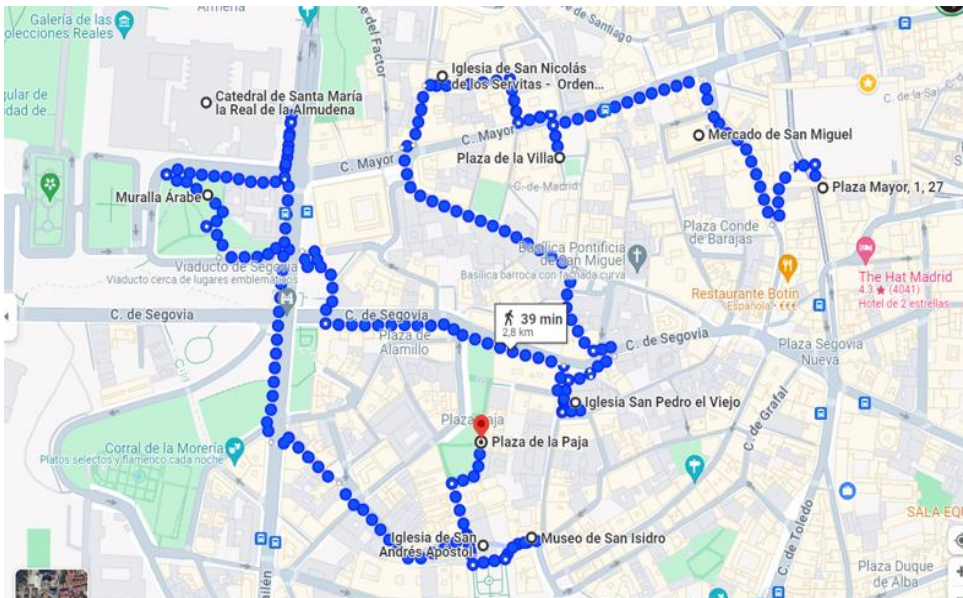 Galería de las
olecciones Reales
Armería
C. del Factor
de Santiago
Iglesia de San Nicolás
de los Servitas - Orden...
Catedral de Santa María
la Real de la Almudena
gular de
idad de...
C. de la Sal
C. Mayor
C. Mayor
Mercado de San Miguel
Plaza de la Villa
C. de Madrid
Plaza Mayor, 1, 27
Muralla Árabe
Plaza Conde
de Barajas
Basílica Pontificia
de San Miguel
Basílica barroca con fachada curva
Viaducto de Segovia
Viaducto cerca de lugares emblemáticos
The Hat Madrid
4.3 ★ (4041)
Hotel de 2 estrellas
Restaurante Botín
Española · €€€
C. de Segovia
C. de Segovia
39 min
2,8 km
C. de Segovia
Plaza de
Alamillo
Plaza Segovia
Nueva
Iglesia San Pedro el Viejo
C. de Grafal
Plaza Paja
Plaza de la Paja
Corral de la Morería
Platos selectos y flamenco cada noche
C. de Toledo
SALA EQU
Iglesia de San
Andrés Apóstol
Museo de San Isidro
ailén
Plaza Duque
de Alba